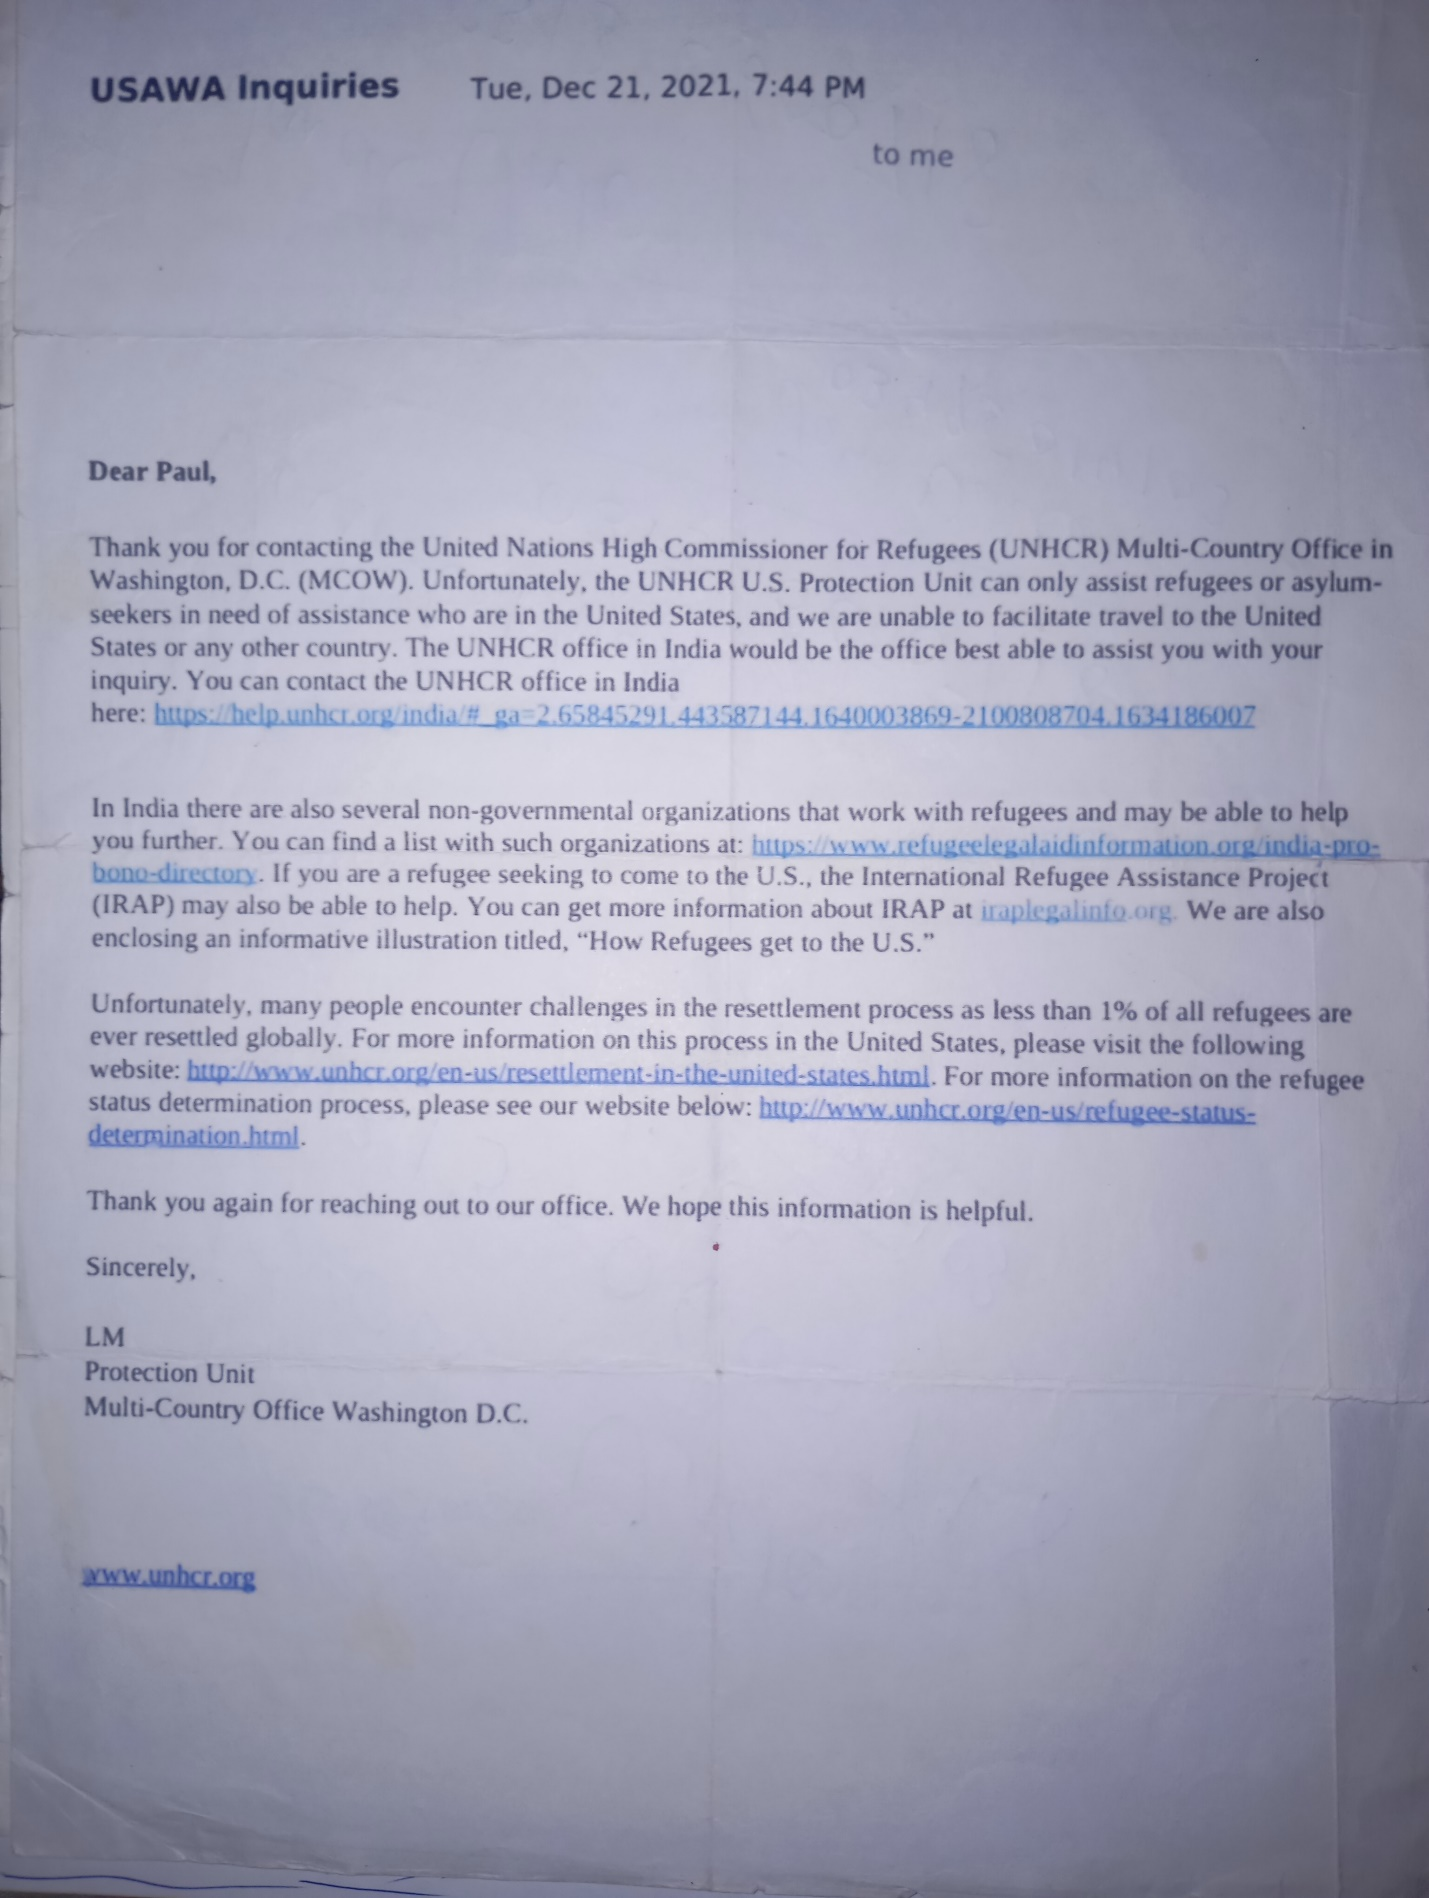 USAWA Inquiries Tue, Dec 21, 2021, 7:44 PM
to me
Dear Paul,
Thank you for contacting the United Nations High Commissioner for Refugees (UNHCR) Multi-Country Office in
Washington, D.C. (MCOW). Unfortunately, the UNHCR U.S. Protection Unit can only assist refugees or asylum-
seekers in need of assistance who are in the United States, and we are unable to facilitate travel to the United
States or any other country. The UNHCR office in India would be the office best able to assist you with your
inquiry. You can contact the UNHCR office in India
here: https://help.unhcr.org/india/#_ga=2.65845291.443587144.1640003869-2100808704.1634186007
In India there are also several non-governmental organizations that work with refugees and may be able to help
you further. You can find a list with such organizations at: https://www.refugeelegalaidinformation.org/india-pro-
bono-directory. If you are a refugee seeking to come to the U.S., the International Refugee Assistance Project
(IRAP) may also be able to help. You can get more information about IRAP at iraplegalinfo.org. We are also
enclosing an informative illustration titled, “How Refugees get to the U.S.”
Unfortunately, many people encounter challenges in the resettlement process as less than 1% of all refugees are
ever resettled globally. For more information on this process in the United States, please visit the following
website: http://www.unhcr.org/en-us/resettlement-in-the-united-states.html. For more information on the refugee
status determination process, please see our website below: http://www.unhcr.org/en-us/refugee-status-
determination.html.
Thank you again for reaching out to our office. We hope this information is helpful.
Sincerely,
LM
Protection Unit
Multi-Country Office Washington D.C.
www.unhcr.org